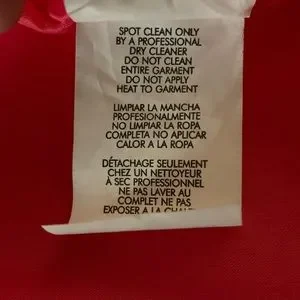 SPOT CLEAN ONLY
BY A PROFESSIONAL
DRY CLEANER
DO NOT CLEAN
ENTIRE GARMENT
DO NOT APPLY
HEAT TO GARMENT
LIMPIAR LA MANCHA
PROFESIONALMENTE
NO LIMPIAR LA ROPA
COMPLETA NO APLICAR
CALOR A LA ROPA
DÉTACHAGE SEULEMENT
CHEZ UN NETTOYEUR
A SEC PROFESSIONNEL
NE PAS LAVER AU
COMPLET NE PAS
EXPOSER A LA